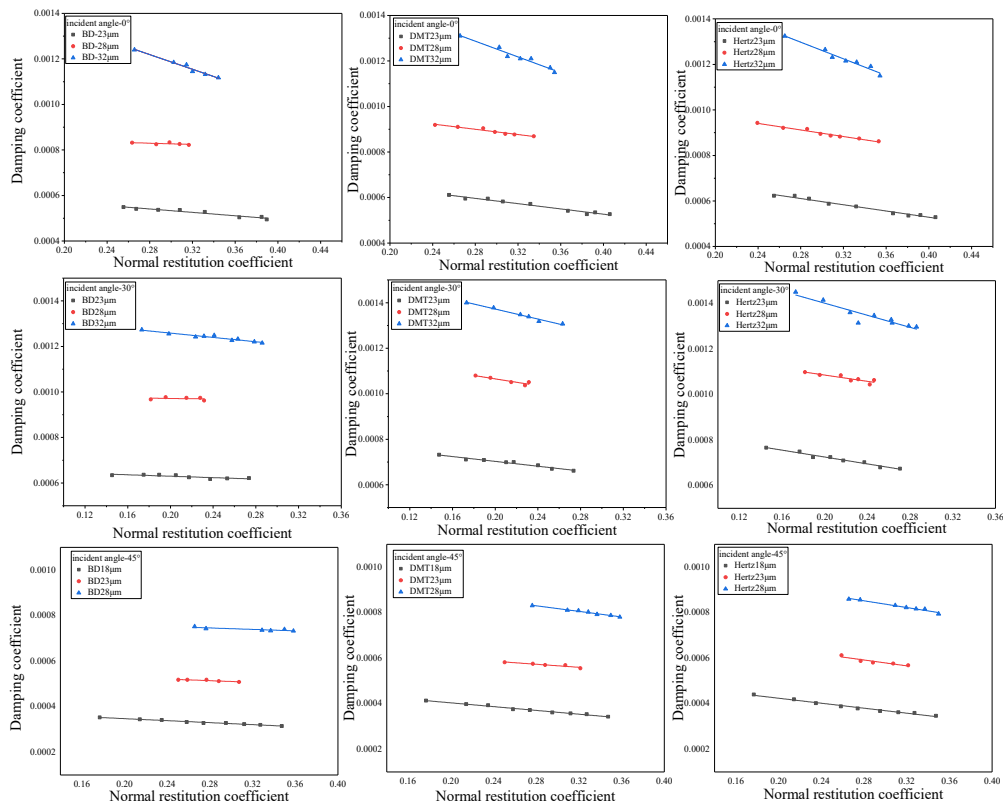 incident angle-0°
BD-23μm
BD-28μm
BD-32μm
Damping coefficient
0.0014
0.0012
0.0010
0.0008
0.0006
0.0004
0.20 0.24 0.28 0.32 0.36 0.40 0.44
Normal restitution coefficient
incident angle-0°
DMT23μm
DMT28μm
DMT32μm
Damping coefficient
0.0014
0.0012
0.0010
0.0008
0.0006
0.0004
0.20 0.24 0.28 0.32 0.36 0.40 0.44
Normal restitution coefficient
incident angle-0°
Hertz23μm
Hertz28μm
Hertz32μm
Damping coefficient
0.0014
0.0012
0.0010
0.0008
0.0006
0.0004
0.20 0.24 0.28 0.32 0.36 0.40 0.44
Normal restitution coefficient
incident angle-30°
BD23μm
BD28μm
BD32μm
Damping coefficient
0.0014
0.0012
0.0010
0.0008
0.0006
0.12 0.16 0.20 0.24 0.28 0.32 0.36
Normal restitution coefficient
incident angle-30°
DMT23μm
DMT28μm
DMT32μm
Damping coefficient
0.0014
0.0012
0.0010
0.0008
0.0006
0.12 0.16 0.20 0.24 0.28 0.32 0.36
Normal restitution coefficient
incident angle-30°
Hertz23μm
Hertz28μm
Hertz32μm
Damping coefficient
0.0014
0.0012
0.0010
0.0008
0.0006
0.12 0.16 0.20 0.24 0.28 0.32 0.36
Normal restitution coefficient
incident angle-45°
BD18μm
BD23μm
BD28μm
Damping coefficient
0.0010
0.0008
0.0006
0.0004
0.0002
0.16 0.20 0.24 0.28 0.32 0.36 0.40
Normal restitution coefficient
incident angle-45°
DMT18μm
DMT23μm
DMT28μm
Damping coefficient
0.0010
0.0008
0.0006
0.0004
0.0002
0.16 0.20 0.24 0.28 0.32 0.36 0.40
Normal restitution coefficient
incident angle-45°
Hertz18μm
Hertz23μm
Hertz28μm
Damping coefficient
0.0010
0.0008
0.0006
0.0004
0.0002
0.16 0.20 0.24 0.28 0.32 0.36 0.40
Normal restitution coefficient